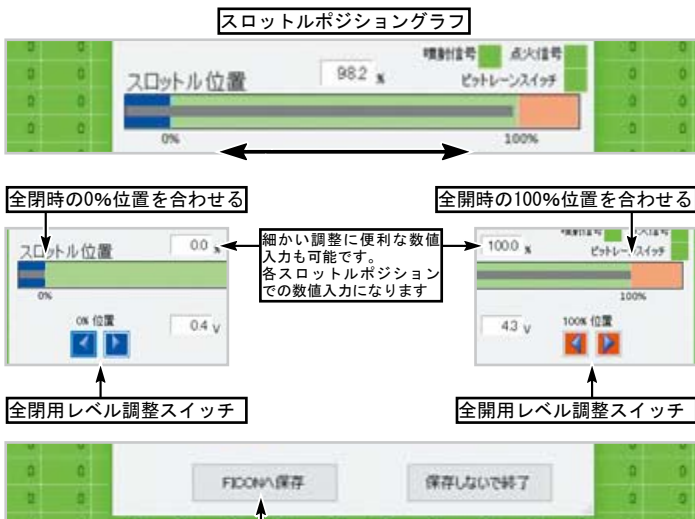 スロットルポジショングラフ
噴射信号 点火信号
スロットル位置 98.2 %
ピットレーンスイッチ
0% 100%
全閉時の0%位置を合わせる
全開時の100%位置を合わせる
スロットル位置 0.0 %
0%
0% 位置
0.4 V
細かい調整に便利な数値
入力も可能です。
各スロットルポジション
での数値入力になります
100.0 %
ピットレーンスイッチ
100%
4.3 V 100% 位置
全閉用レベル調整スイッチ
全開用レベル調整スイッチ
FICONへ保存 保存しないで終了